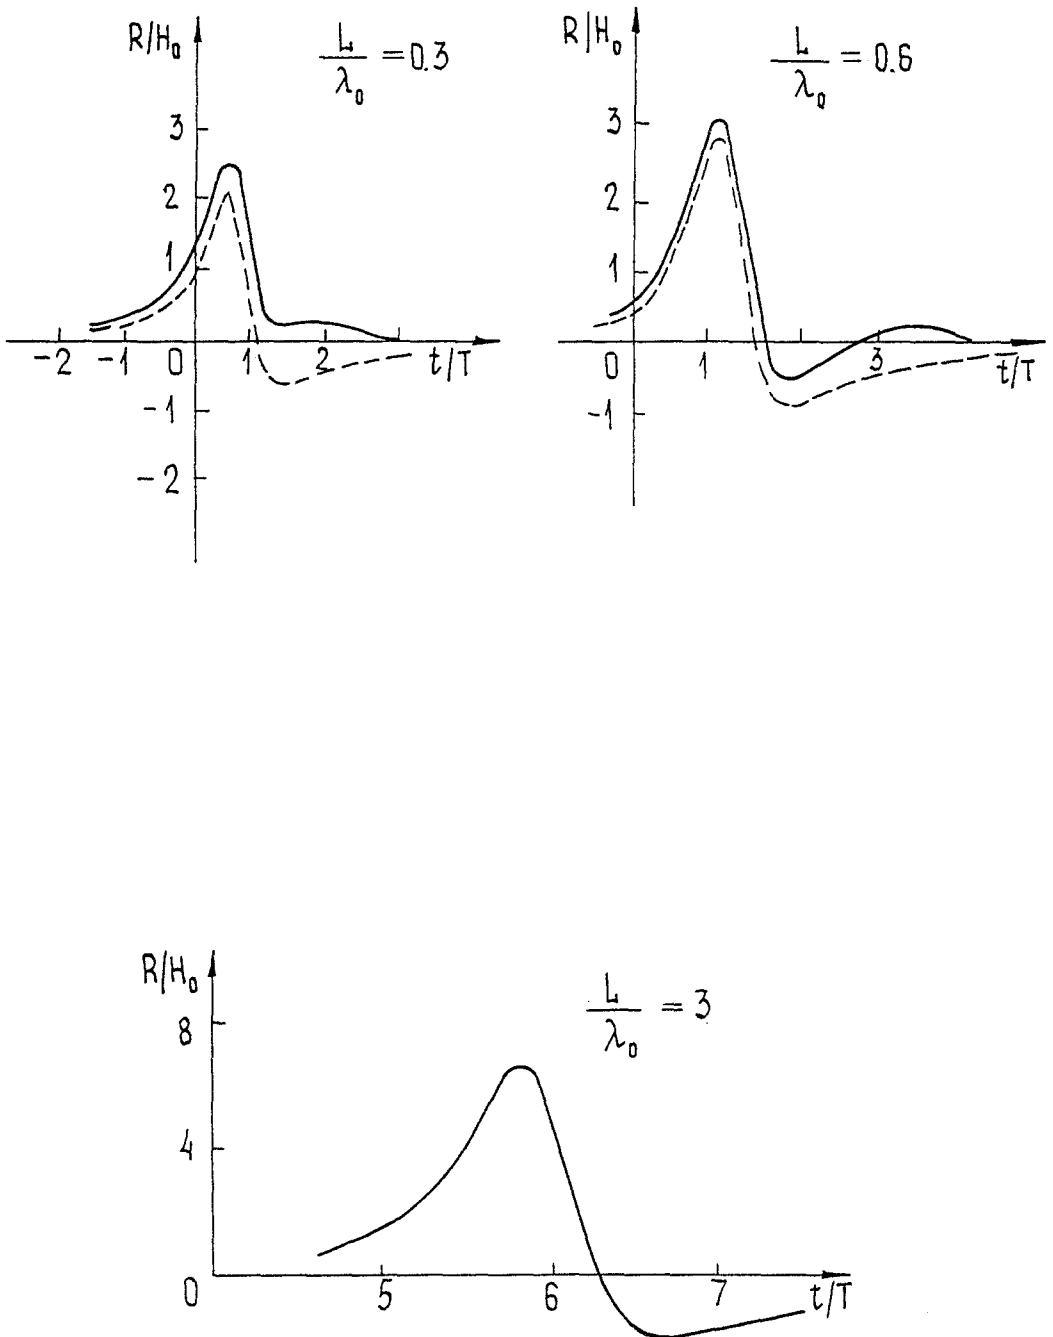 R/H₀
L/λ₀ = 0.3
3
2
1
-2 -1 0 1 2 t/T
-1
-2
R/H₀
L/λ₀ = 0.6
3
2
1
0 1 3 t/T
-1
R/H₀
L/λ₀ = 3
8
4
0 5 6 7 t/T